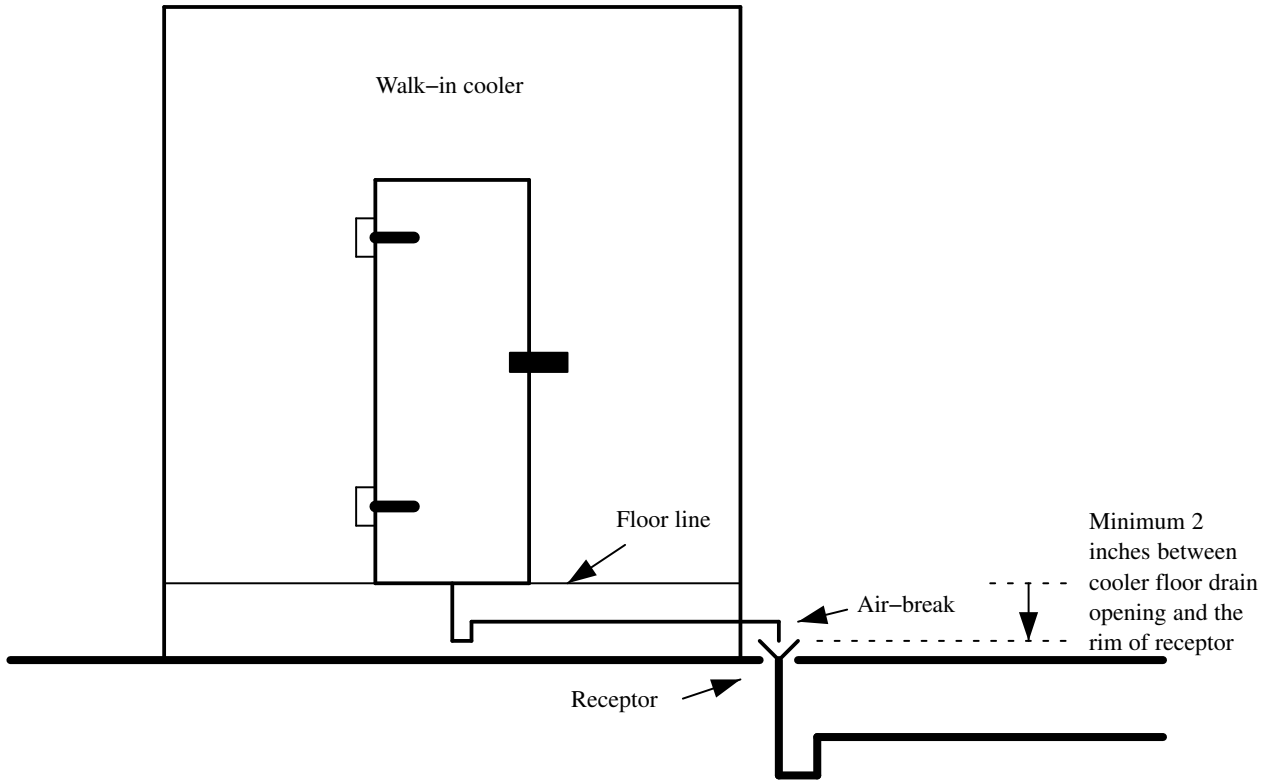 Walk−in cooler
Floor line
Minimum 2
inches between
cooler floor drain
opening and the
rim of receptor
Air−break
Receptor